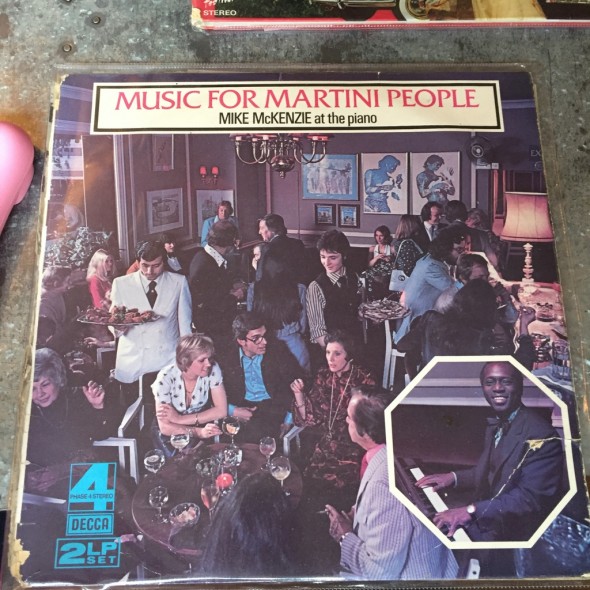 STEREO
MUSIC FOR MARTINI PEOPLE
MIKE McKENZIE at the piano
4
PHASE 4 STEREO
DECCA
2LP
SET